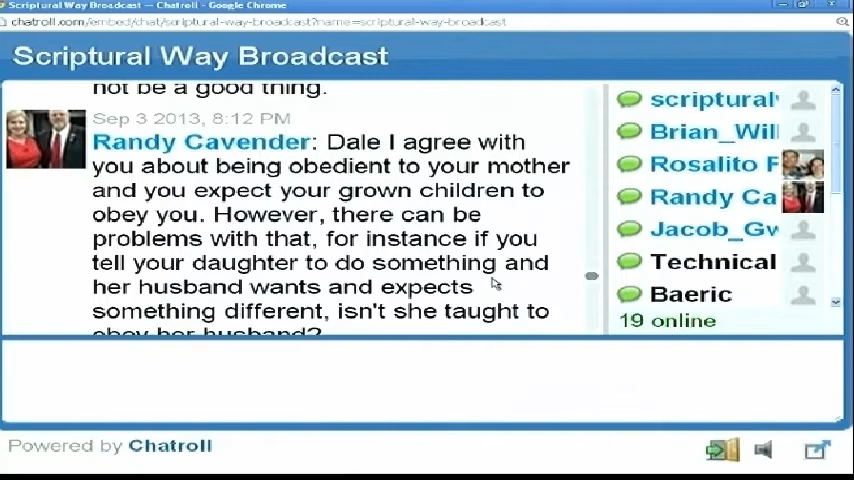 Scriptural Way Broadcast — Chatroll - Google Chrome
chatroll.com/embed/chat/scriptural-way-broadcast?name=scriptural-way-broadcast
Scriptural Way Broadcast
not be a good thing.
Sep 3 2013, 8:12 PM
Randy Cavender: Dale I agree with
you about being obedient to your mother
and you expect your grown children to
obey you. However, there can be
problems with that, for instance if you
tell your daughter to do something and
her husband wants and expects
something different, isn't she taught to
obey her husband?
scriptural
Brian_Wil
Rosalito F
Randy Ca
Jacob_Gw
Technical
Baeric
19 online
Powered by Chatroll